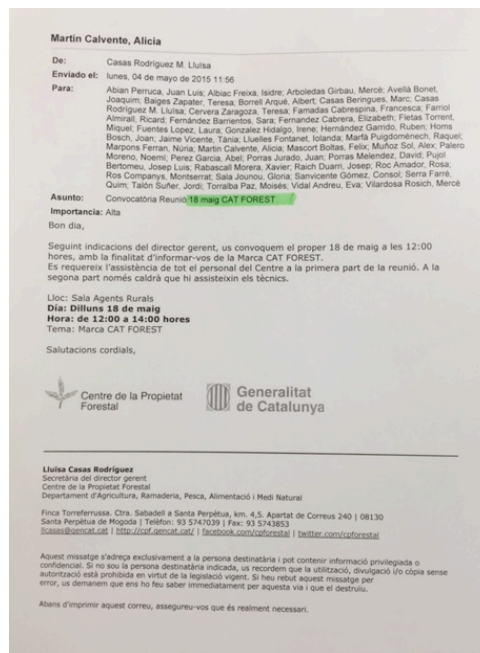 Martín Calvente, Alicia
De: Casas Rodríguez M. Lluïsa
Enviado el: lunes, 04 de mayo de 2015 11:56
Para: Abian Perruca, Juan Luis; Albiac Freixa, Isidre; Arboledas Girbau, Mercè; Avellà Bonet,
Joaquim; Baiges Zapater, Teresa; Borrell Arqué, Albert; Casas Beringues, Marc; Casas
Rodríguez M. Lluïsa; Cervera Zaragoza, Teresa; Famadas Cabrespina, Francesca; Farriol
Almirall, Ricard; Fernández Barrientos, Sara; Fernandez Cabrera, Elizabeth; Fletas Torrent,
Miquel; Fuentes Lopez, Laura; Gonzalez Hidalgo, Irene; Hernández Garrido, Ruben; Homs
Bosch, Joan; Jaime Vicente, Tània; Lluelles Fontanet, Iolanda; Marfà Puigdomènech, Raquel;
Marpons Ferran, Núria; Martín Calvente, Alicia; Mascort Boixas, Felix; Muñoz Sol, Alex; Palero
Moreno, Noemi; Perez Garcia, Abel; Porras Jurado, Juan; Porras Melendez, David; Pujol
Bertomeu, Josep Luis; Rabascall Morera, Xavier; Raich Duarri, Josep; Roc Amador, Rosa;
Ros Companys, Montserrat; Sala Jounou, Gloria; Sanvicente Gómez, Consol; Serra Farré,
Quim; Talón Suñer, Jordi; Torralba Paz, Moisès; Vidal Andreu, Eva; Vilardosa Rosich, Mercè
Asunto: Convocatòria Reunió 18 maig CAT FOREST
Importancia: Alta
Bon dia,
Seguint indicacions del director gerent, us convoquem el proper 18 de maig a les 12:00
hores, amb la finalitat d'informar-vos de la Marca CAT FOREST.
Es requereix l'assistència de tot el personal del Centre a la primera part de la reunió. A la
segona part només caldrà que hi assisteixin els tècnics.
Lloc: Sala Agents Rurals
Día: Dilluns 18 de maig
Hora: de 12:00 a 14:00 hores
Tema: Marca CAT FOREST
Salutacions cordials,
Centre de la Propietat
Forestal
Generalitat
de Catalunya
Lluïsa Casas Rodríguez
Secretària del director gerent
Centre de la Propietat Forestal
Departament d'Agricultura, Ramaderia, Pesca, Alimentació i Medi Natural
Finca Torreferrussa. Ctra. Sabadell a Santa Perpètua, km. 4,5. Apartat de Correus 240 | 08130
Santa Perpètua de Mogoda | Telèfon: 93 5747039 | Fax: 93 5743853
llcasas@gencat.cat | http://cpf.gencat.cat/ | facebook.com/cpforestal | twitter.com/cpforestal
Aquest missatge s'adreça exclusivament a la persona destinatària i pot contenir informació privilegiada o
confidencial. Si no sou la persona destinatària indicada, us recordem que la utilització, divulgació i/o còpia sense
autorització està prohibida en virtut de la legislació vigent. Si heu rebut aquest missatge per
error, us demanem que ens ho feu saber immediatament per aquesta via i que el destruïu.
Abans d'imprimir aquest correu, assegureu-vos que és realment necessari.